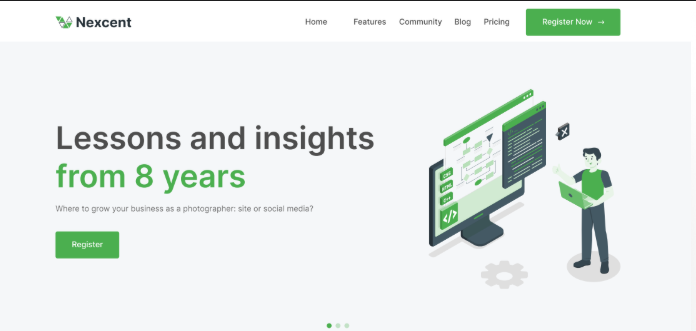 Nexcent
Home Features Community Blog Pricing Register Now →
Lessons and insights
from 8 years
Where to grow your business as a photographer: site or social media?
Register